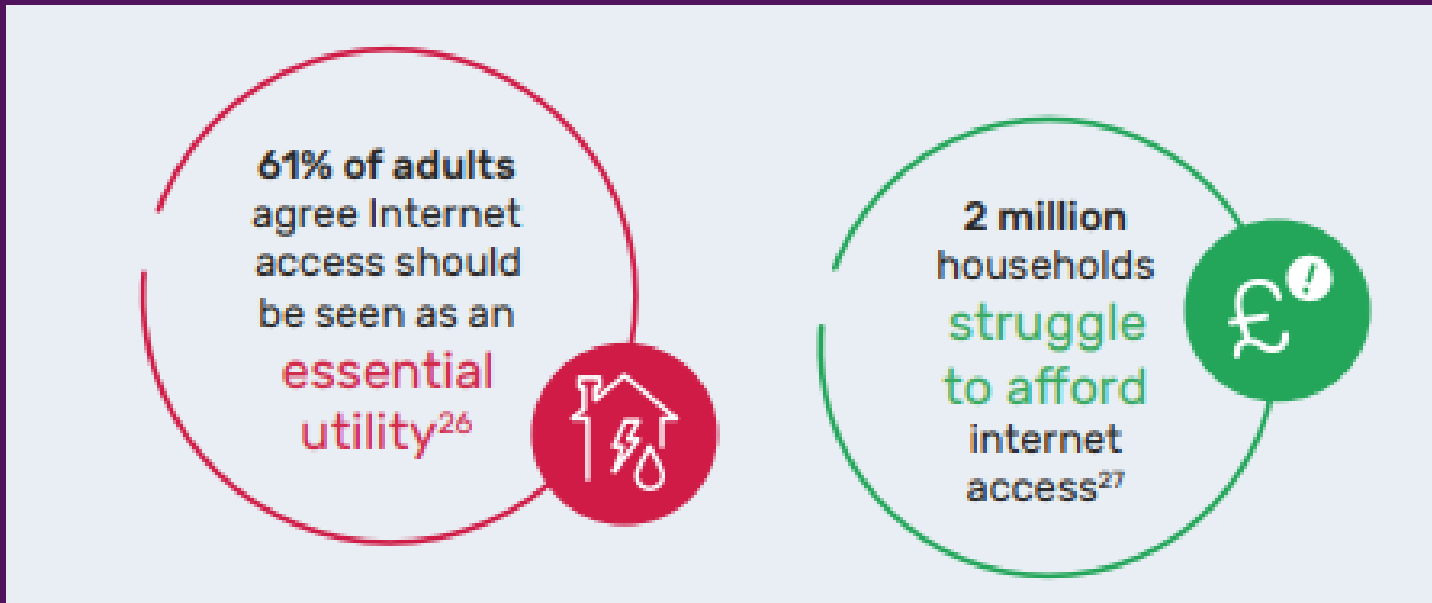 61% of adults
agree Internet
access should
be seen as an
essential
utility26
2 million
households
struggle
to afford
internet
access27
£
!